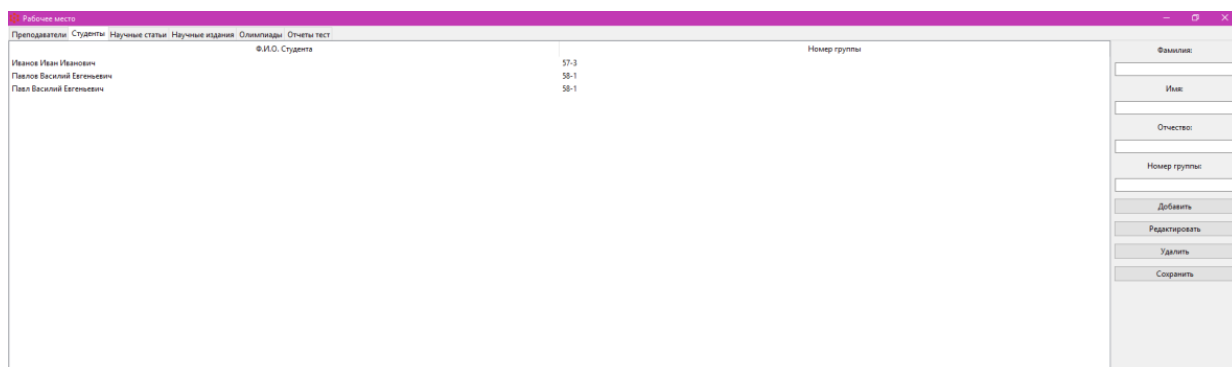 Рабочее место
Преподаватели Студенты Научные статьи Научные издания Олимпиады Отчеты тест
Ф.И.О. Студента Номер группы
Иванов Иван Иванович 57-3
Павлов Василий Евгеньевич 58-1
Павл Василий Евгеньевич 58-1
Фамилия:
Имя:
Отчество:
Номер группы:
Добавить
Редактировать
Удалить
Сохранить